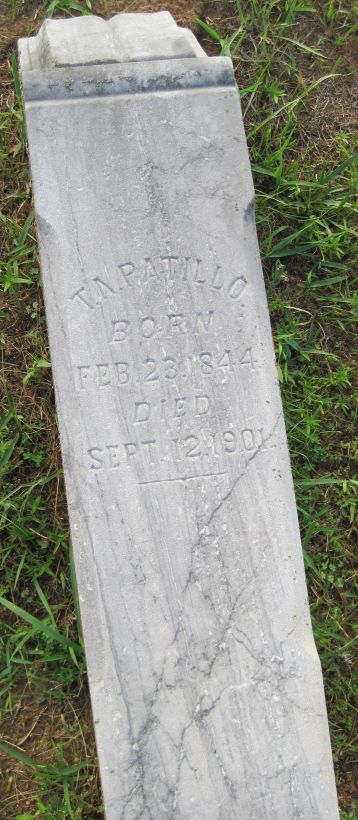 T.N. PATILLO.
BORN
FEB. 23. 1844
DIED
SEPT. 12. 1901.